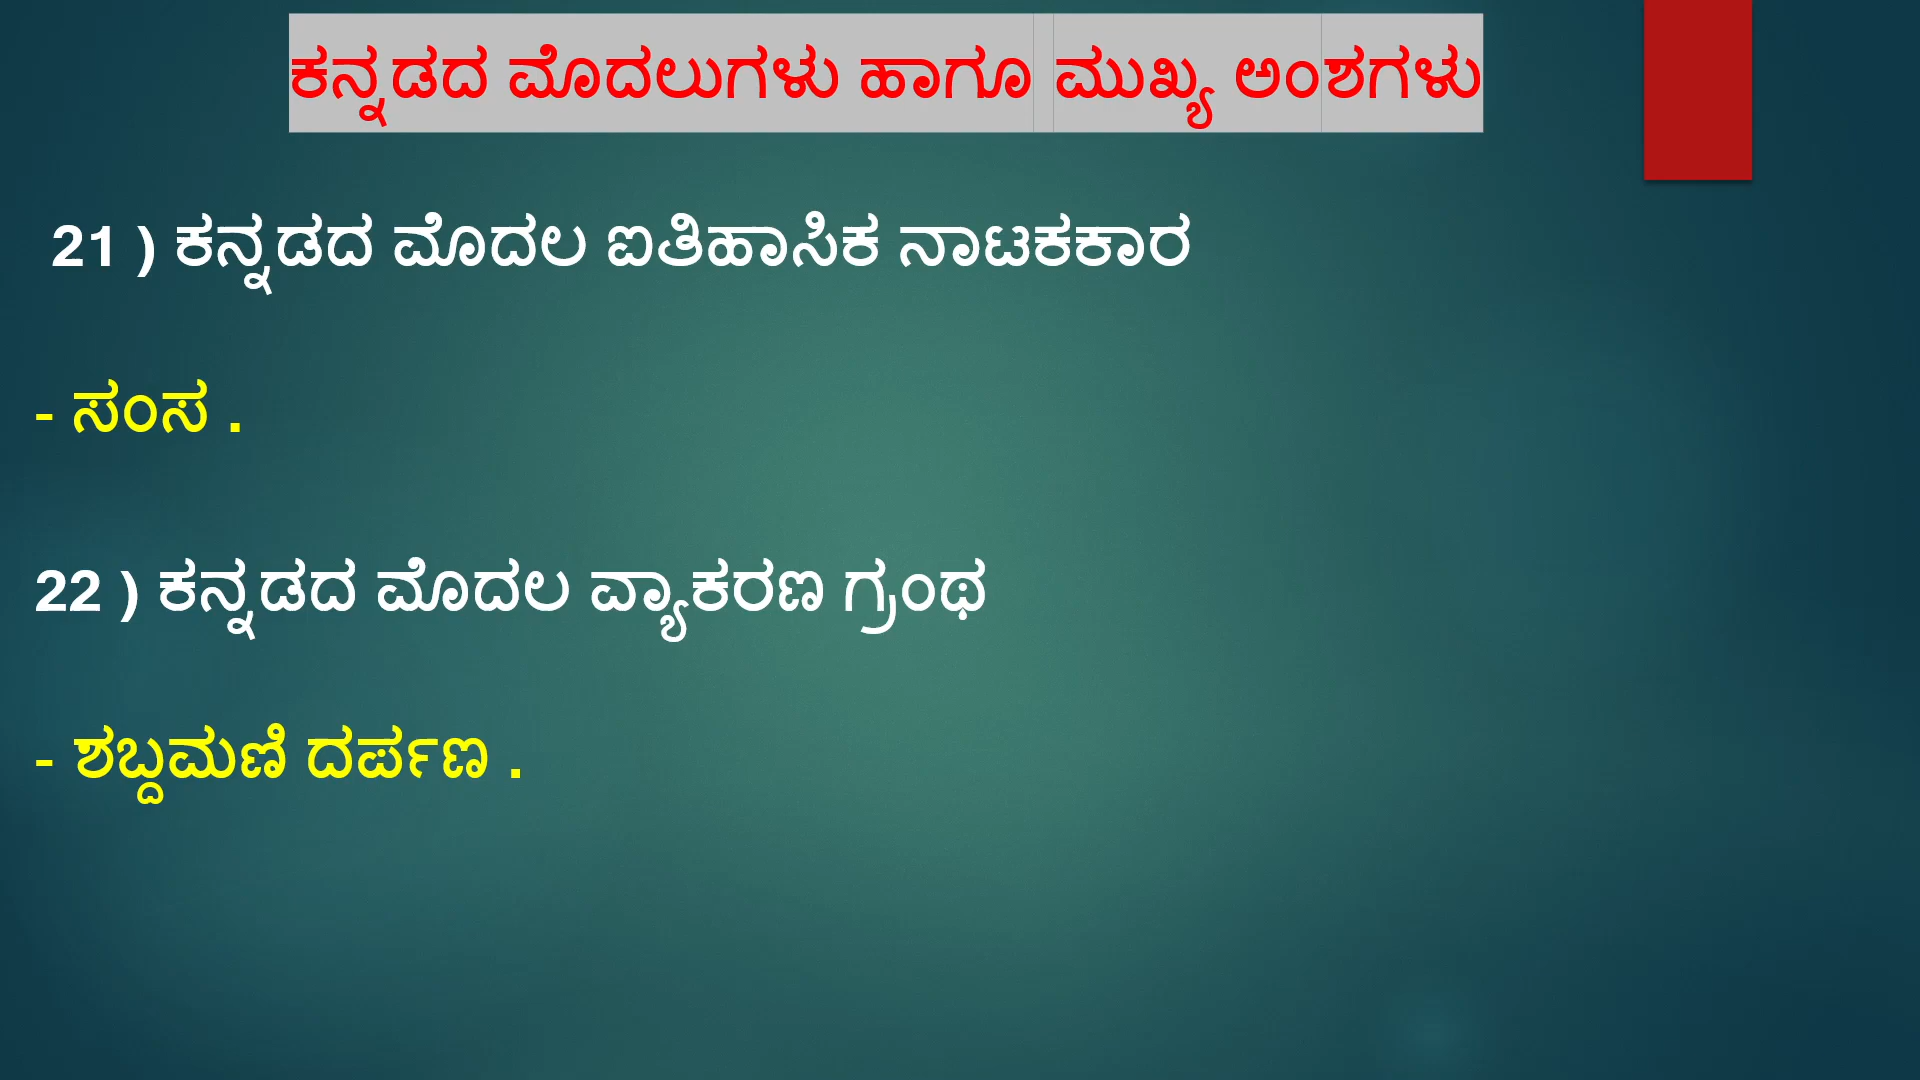 ಕನ್ನಡದ ಮೊದಲುಗಳು ಹಾಗೂ ಮುಖ್ಯ ಅಂಶಗಳು
21 ) ಕನ್ನಡದ ಮೊದಲ ಐತಿಹಾಸಿಕ ನಾಟಕಕಾರ
- ಸಂಸ .
22 ) ಕನ್ನಡದ ಮೊದಲ ವ್ಯಾಕರಣ ಗ್ರಂಥ
- ಶಬ್ದಮಣಿ ದರ್ಪಣ .